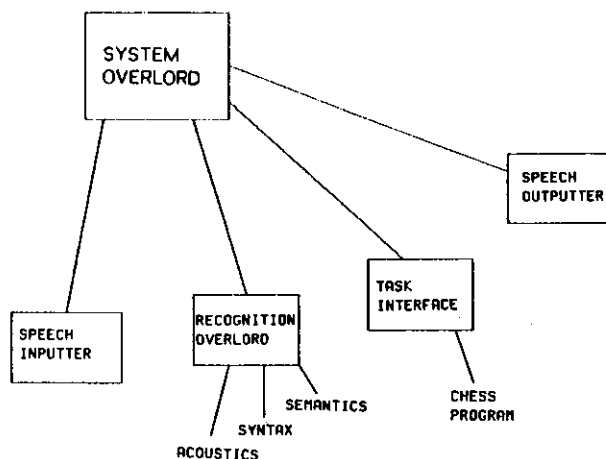 SYSTEM
OVERLORD
SPEECH
OUTPUTTER
TASK
INTERFACE
SPEECH
INPUTTER
RECOGNITION
OVERLORD
SEMANTICS
SYNTAX
ACOUSTICS
CHESS
PROGRAM